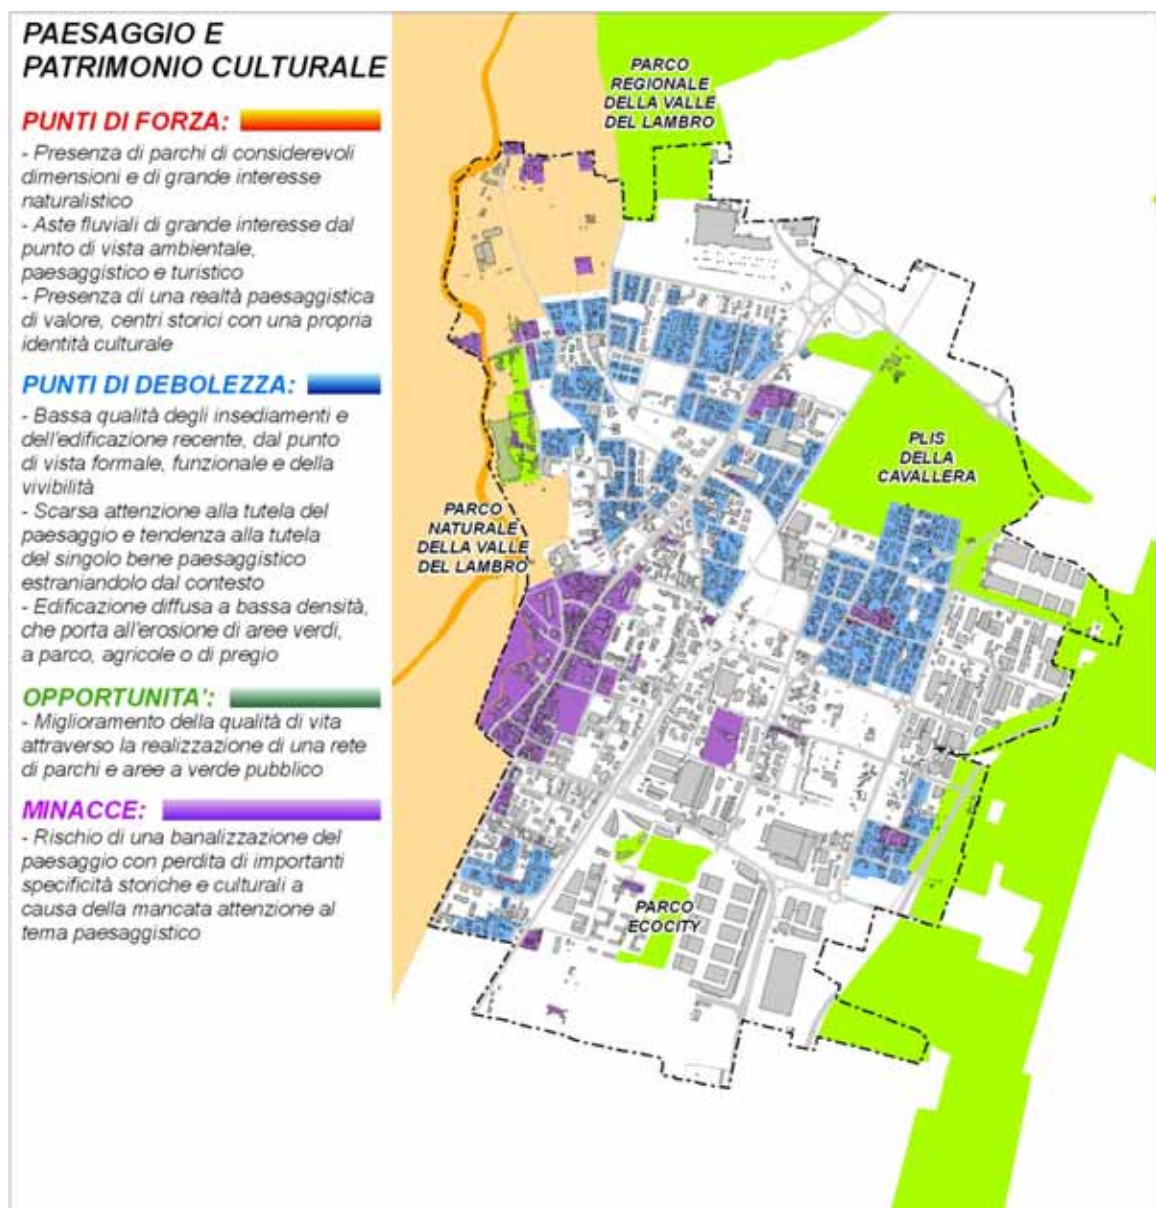 PAESAGGIO E
PATRIMONIO CULTURALE
PUNTI DI FORZA:
- Presenza di parchi di considerevoli
dimensioni e di grande interesse
naturalistico
- Aste fluviali di grande interesse dal
punto di vista ambientale,
paesaggistico e turistico
- Presenza di una realtà paesaggistica
di valore, centri storici con una propria
identità culturale
PUNTI DI DEBOLEZZA:
- Bassa qualità degli insediamenti e
dell'edificazione recente, dal punto
di vista formale, funzionale e della
vivibilità
- Scarsa attenzione alla tutela del
paesaggio e tendenza alla tutela
del singolo bene paesaggistico
estraniandolo dal contesto
- Edificazione diffusa a bassa densità,
che porta all'erosione di aree verdi,
a parco, agricole o di pregio
OPPORTUNITA':
- Miglioramento della qualità di vita
attraverso la realizzazione di una rete
di parchi e aree a verde pubblico
MINACCE:
- Rischio di una banalizzazione del
paesaggio con perdita di importanti
specificità storiche e culturali a
causa della mancata attenzione al
tema paesaggistico
PARCO
REGIONALE
DELLA VALLE
DEL LAMBRO
PLIS
DELLA
CAVALLERA
PARCO
NATURALE
DELLA VALLE
DEL LAMBRO
PARCO
ECOCITY